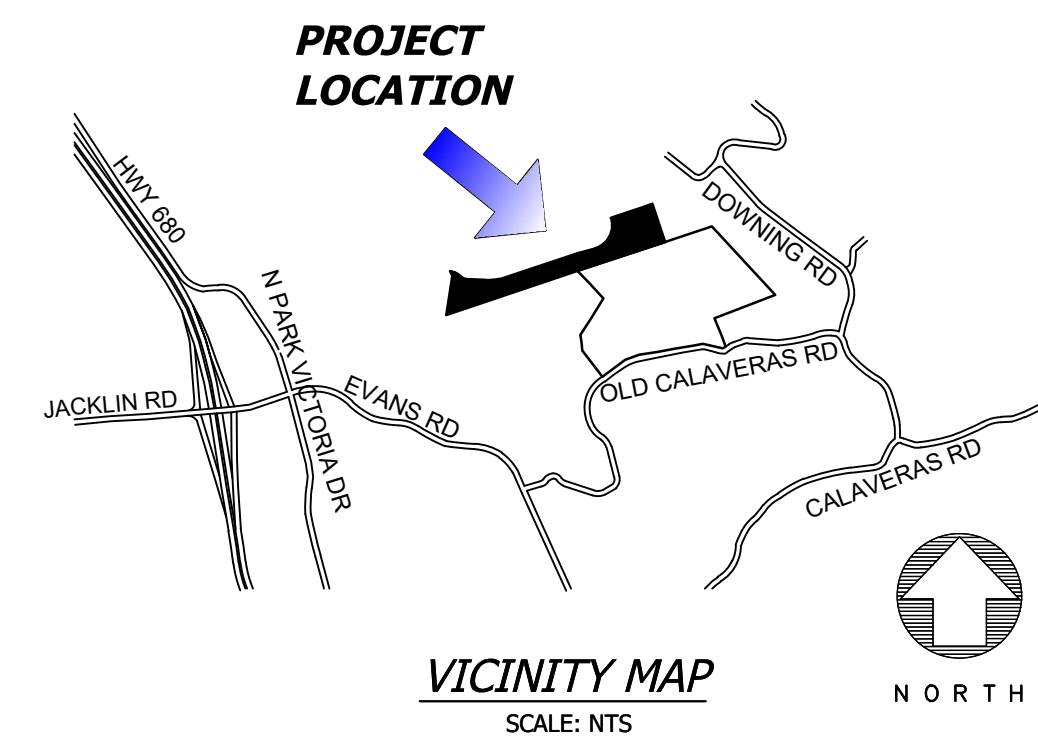 PROJECT
LOCATION
HWY 680
DOWNING RD
N PARK VICTORIA DR
OLD CALAVERAS RD
JACKLIN RD
EVANS RD
CALAVERAS RD
VICINITY MAP
SCALE: NTS
NORTH